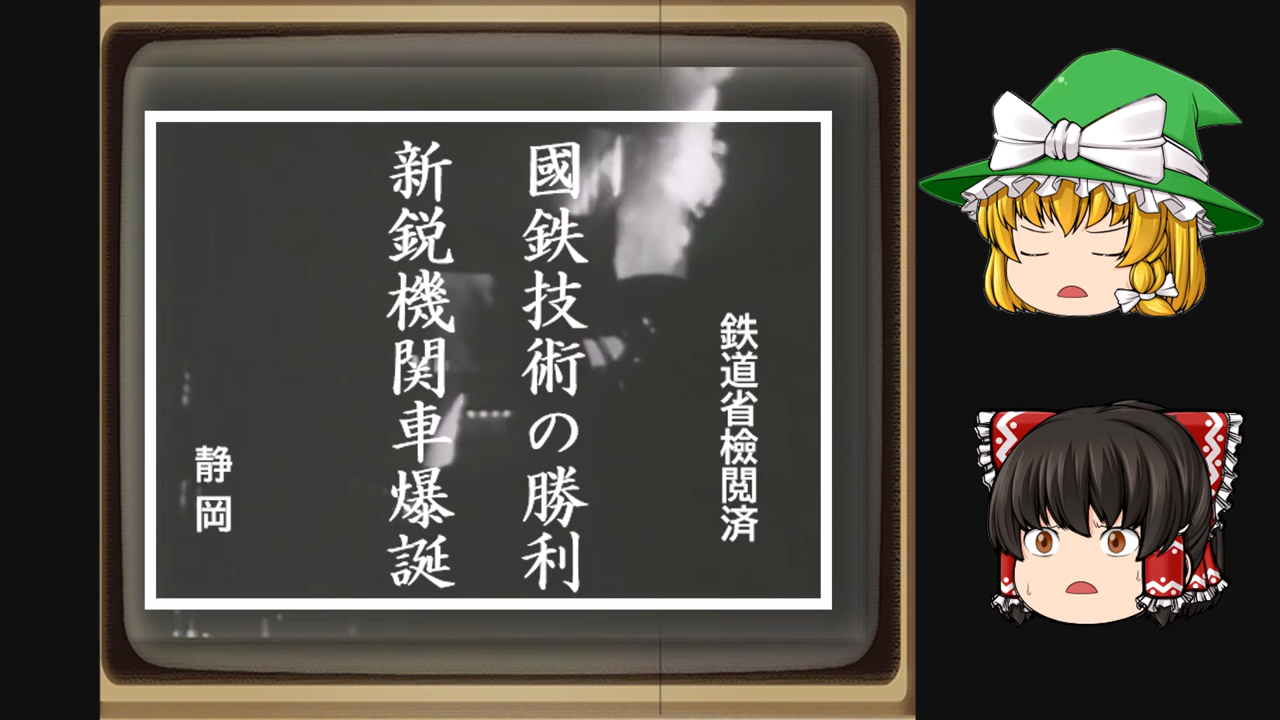 鉄道省檢閲済
國鉄技術の勝利
新鋭機関車爆誕
静岡